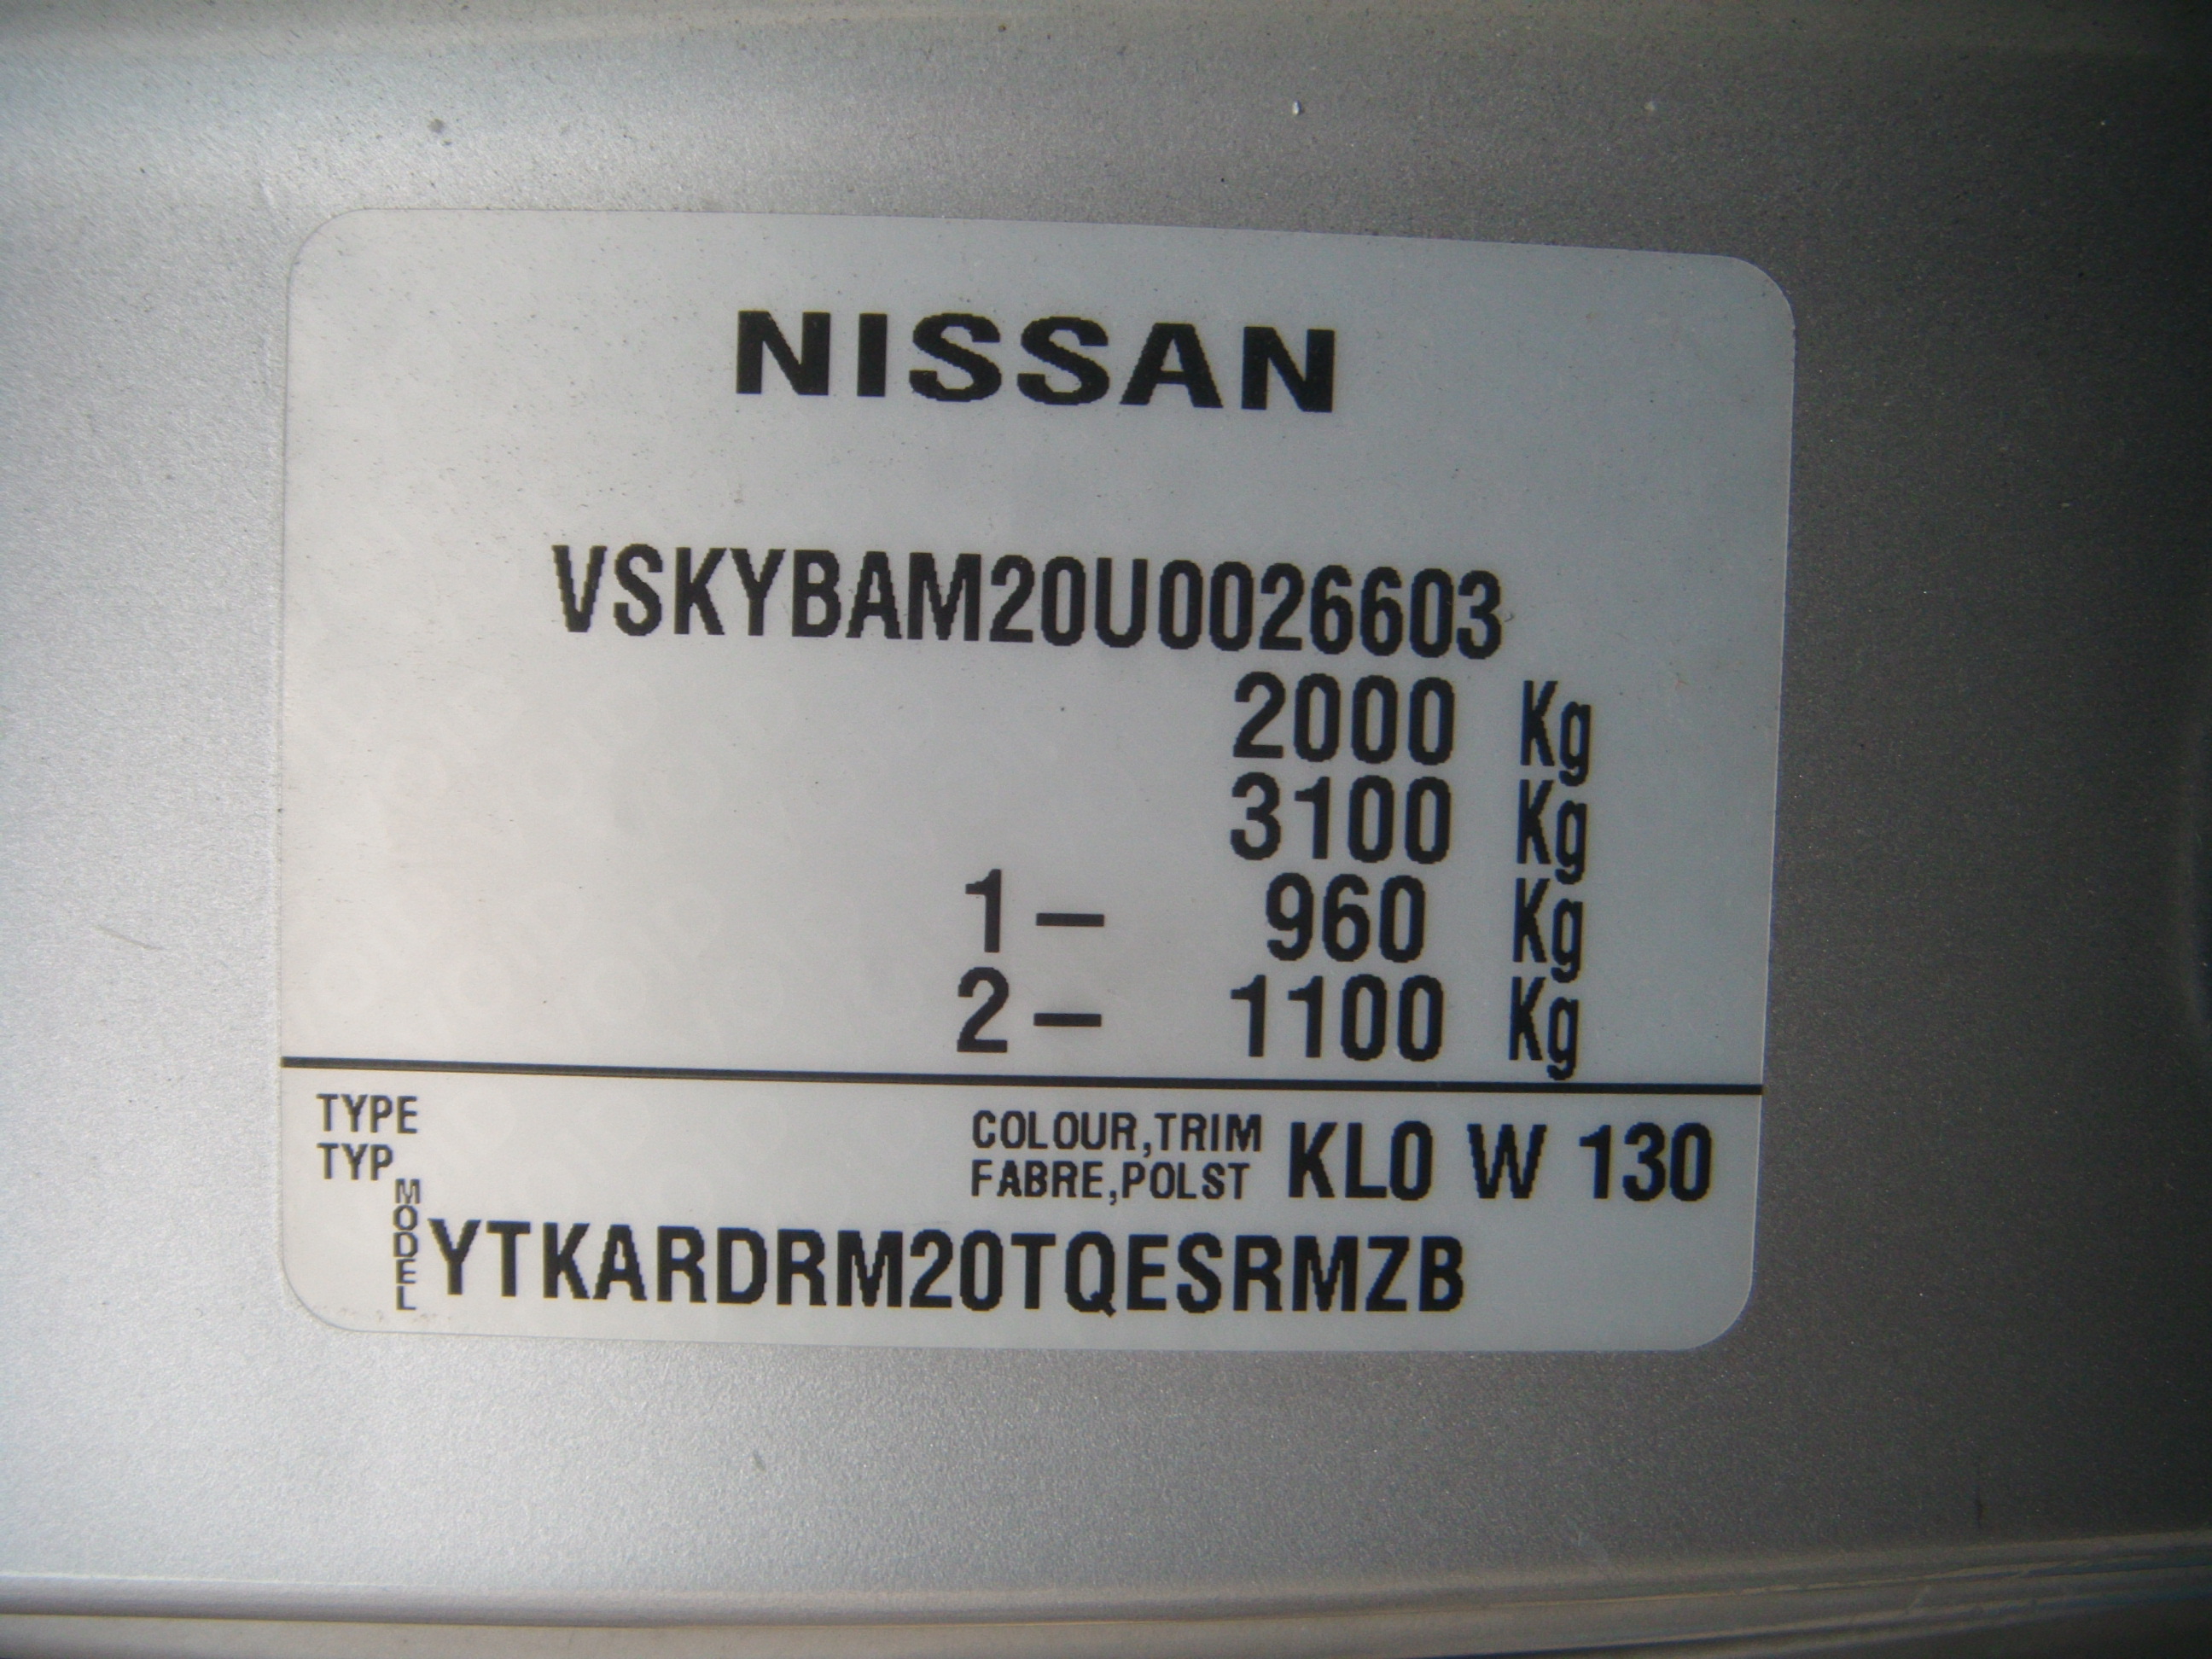 NISSAN
VSKYBAM20U0026603
2000 Kg
3100 Kg
1- 960 Kg
2- 1100 Kg
TYPE
TYP
COLOUR,TRIM
FABRE,POLST
KL0 W 130
MODEL
YTKARDRM20TQESRMZB